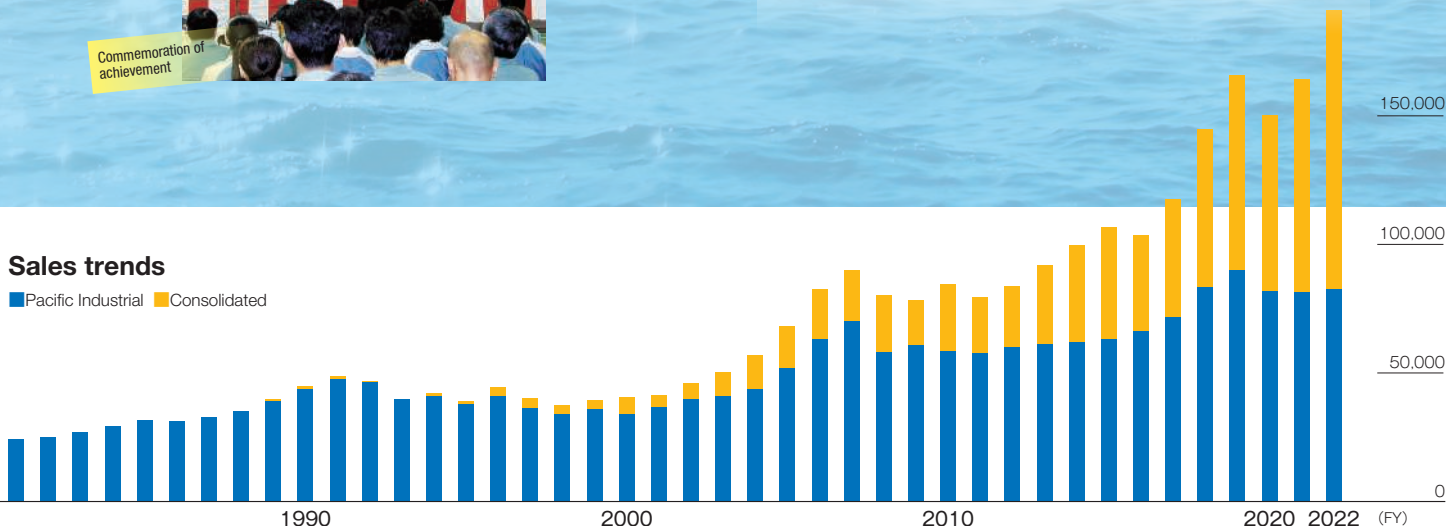 Commemoration of
achievement
150,000
100,000
Sales trends
Pacific Industrial Consolidated
50,000
0
1990 2000 2010 2020 2022 (FY)